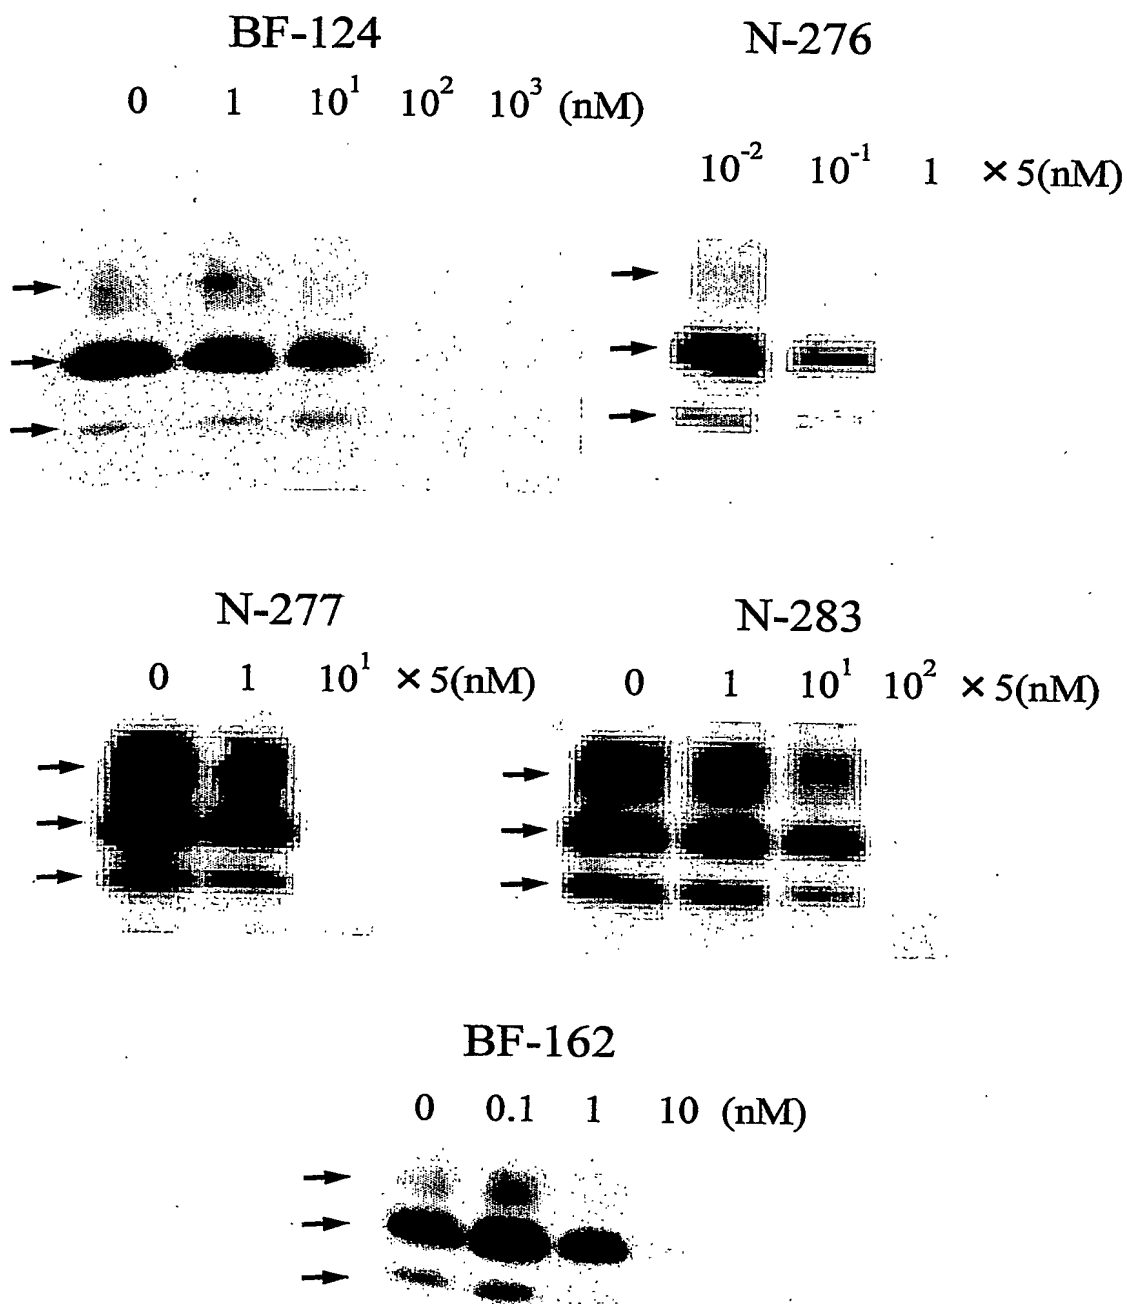 BF-124
0 1 10¹ 10² 10³ (nM)
N-276
10⁻² 10⁻¹ 1 ×5(nM)
N-277
0 1 10¹ ×5(nM)
N-283
0 1 10¹ 10² ×5(nM)
BF-162
0 0.1 1 10 (nM)